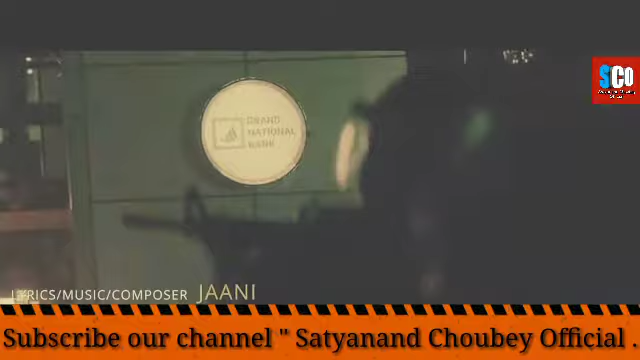 SCO
GRAND
NATIONAL
BANK
LYRICS/MUSIC/COMPOSER JAANI
Subscribe our channel " Satyanand Choubey Official .